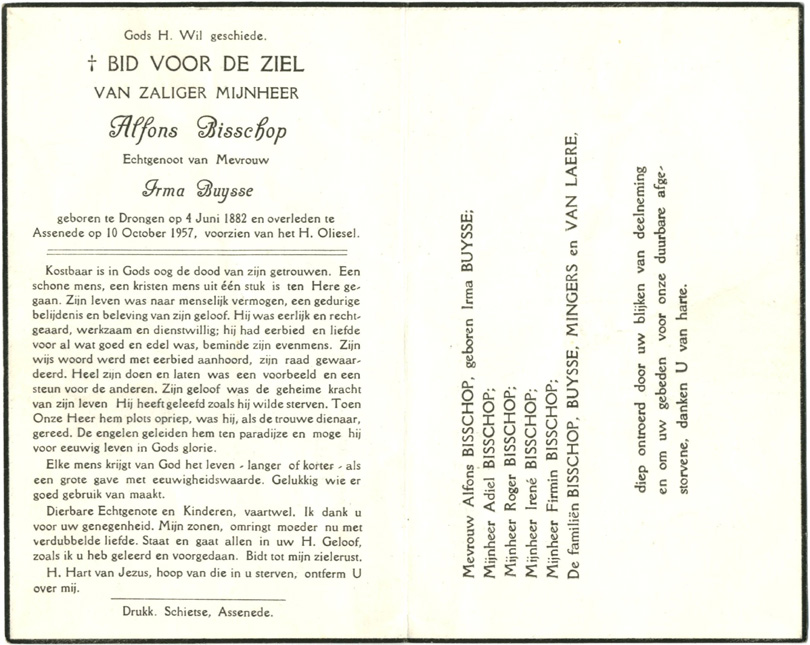 Gods H. Wil geschiede.
† BID VOOR DE ZIEL
VAN ZALIGER MIJNHEER
Alfons Bisschop
Echtgenoot van Mevrouw
Irma Buysse
geboren te Drongen op 4 Juni 1882 en overleden te
Assenede op 10 October 1957, voorzien van het H. Oliesel.
Kostbaar is in Gods oog de dood van zijn getrouwen. Een
schone mens, een kristen mens uit één stuk is ten Here ge-
gaan. Zijn leven was naar menselijk vermogen, een gedurige
belijdenis en beleving van zijn geloof. Hij was eerlijk en recht-
geaard, werkzaam en dienstwillig; hij had eerbied en liefde
voor al wat goed en edel was, beminde zijn evenmens. Zijn
wijs woord werd met eerbied aanhoord, zijn raad gewaar-
deerd. Heel zijn doen en laten was een voorbeeld en een
steun voor de anderen. Zijn geloof was de geheime kracht
van zijn leven Hij heeft geleefd zoals hij wilde sterven. Toen
Onze Heer hem plots opriep, was hij, als de trouwe dienaar,
gereed. De engelen geleiden hem ten paradijze en moge hij
voor eeuwig leven in Gods glorie.
Elke mens krijgt van God het leven - langer of korter - als
een grote gave met eeuwigheidswaarde. Gelukkig wie er
goed gebruik van maakt.
Dierbare Echtgenote en Kinderen, vaartwel. Ik dank u
voor uw genegenheid. Mijn zonen, omringt moeder nu met
verdubbelde liefde. Staat en gaat allen in uw H. Geloof,
zoals ik u heb geleerd en voorgedaan. Bidt tot mijn zielerust.
H. Hart van Jezus, hoop van die in u sterven, ontferm U
over mij.
Drukk. Schietse, Assenede.
Mevrouw Alfons BISSCHOP, geboren Irma BUYSSE;
Mijnheer Adiel BISSCHOP;
Mijnheer Roger BISSCHOP;
Mijnheer Irené BISSCHOP;
Mijnheer Firmin BISSCHOP;
De familiën BISSCHOP, BUYSSE, MINGERS en VAN LAERE,
diep ontroerd door uw blijken van deelneming
en om uw gebeden voor onze duurbare afge-
storvene, danken U van harte.